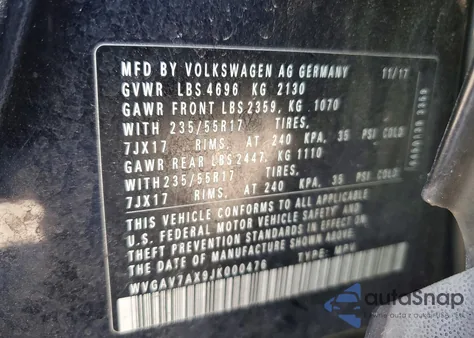 MFD BY VOLKSWAGEN AG GERMANY 11/17
GVWR LBS 4696 KG 2130
GAWR FRONT LBS 2359, KG 1070
WITH 235/55R17 TIRES,
7JX17 RIMS, AT 240 KPA, 35 PSI COLD
GAWR REAR LBS 2447, KG 1110
WITH 235/55R17 TIRES,
7JX17 RIMS, AT 240 KPA, 35 PSI COLD
THIS VEHICLE CONFORMS TO ALL APPLICABLE
U.S. FEDERAL MOTOR VEHICLE SAFETY AND
THEFT PREVENTION STANDARDS IN EFFECT ON
THE DATE OF MANUFACTURE SHOWN ABOVE.
WVGAV7AX9JK000476 TYPE: MPV
autoSnap